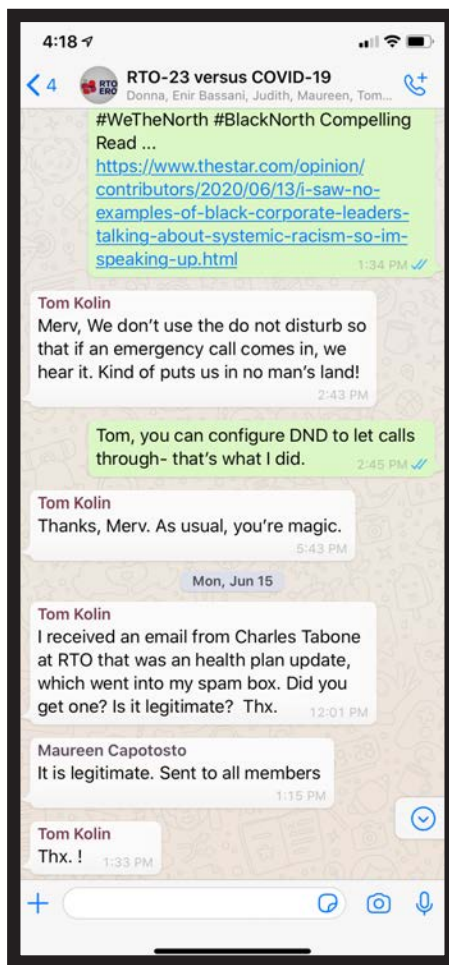 4:18
4
RTO
ERO
RTO-23 versus COVID-19
Donna, Enir Bassani, Judith, Maureen, Tom...
#WeTheNorth #BlackNorth Compelling
Read ...
https://www.thestar.com/opinion/
contributors/2020/06/13/i-saw-no-
examples-of-black-corporate-leaders-
talking-about-systemic-racism-so-im-
speaking-up.html
1:34 PM
Tom Kolin
Merv, We don't use the do not disturb so
that if an emergency call comes in, we
hear it. Kind of puts us in no man's land!
2:43 PM
Tom, you can configure DND to let calls
through- that's what I did.
2:45 PM
Tom Kolin
Thanks, Merv. As usual, you're magic.
5:43 PM
Mon, Jun 15
Tom Kolin
I received an email from Charles Tabone
at RTO that was an health plan update,
which went into my spam box. Did you
get one? Is it legitimate?  Thx.
12:01 PM
Maureen Capotosto
It is legitimate. Sent to all members
1:15 PM
Tom Kolin
Thx. !
1:33 PM